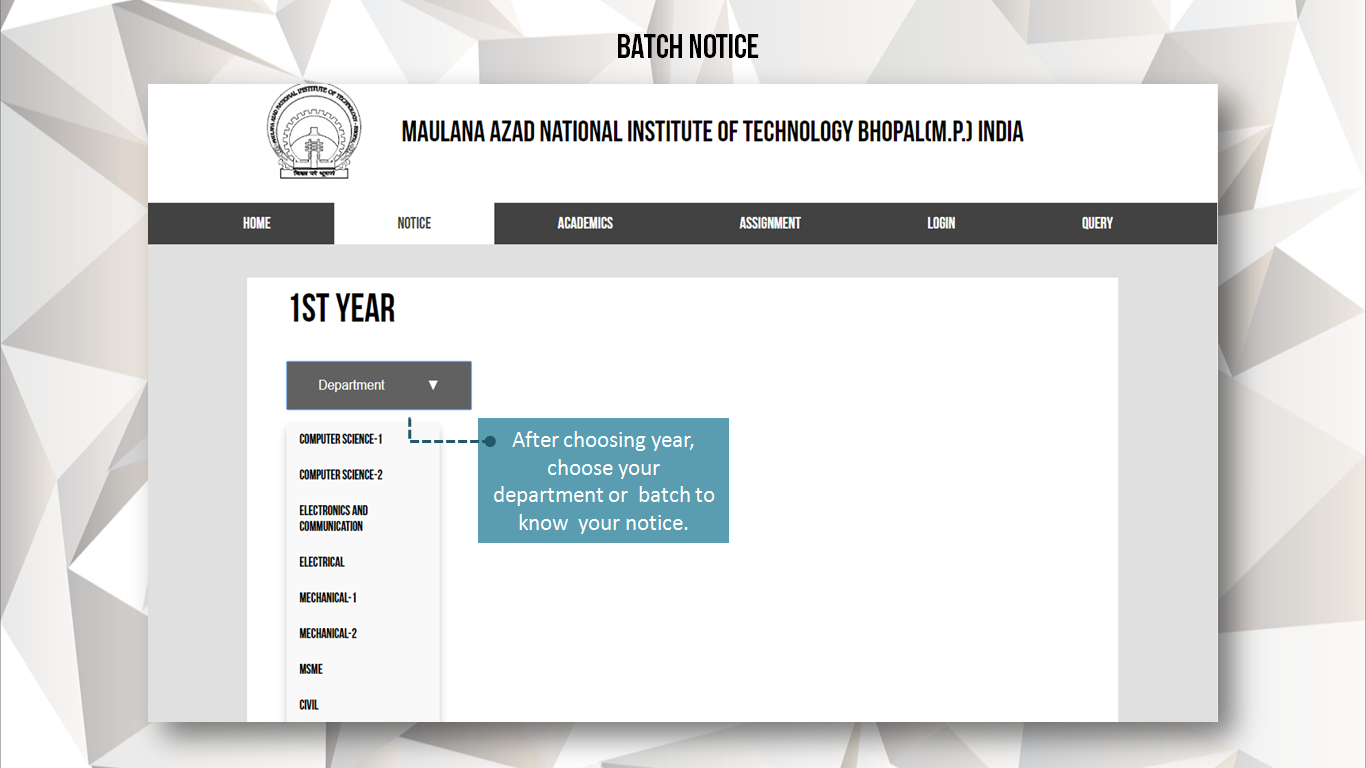 BATCH NOTICE
MAULANA AZAD NATIONAL INSTITUTE OF TECHNOLOGY BHOPAL(M.P.) INDIA
HOME
NOTICE
ACADEMICS
ASSIGNMENT
LOGIN
QUERY
1ST YEAR
Department ▼
COMPUTER SCIENCE-1
COMPUTER SCIENCE-2
ELECTRONICS AND
COMMUNICATION
ELECTRICAL
MECHANICAL-1
MECHANICAL-2
MSME
CIVIL
After choosing year,
choose your
department or batch to
know your notice.